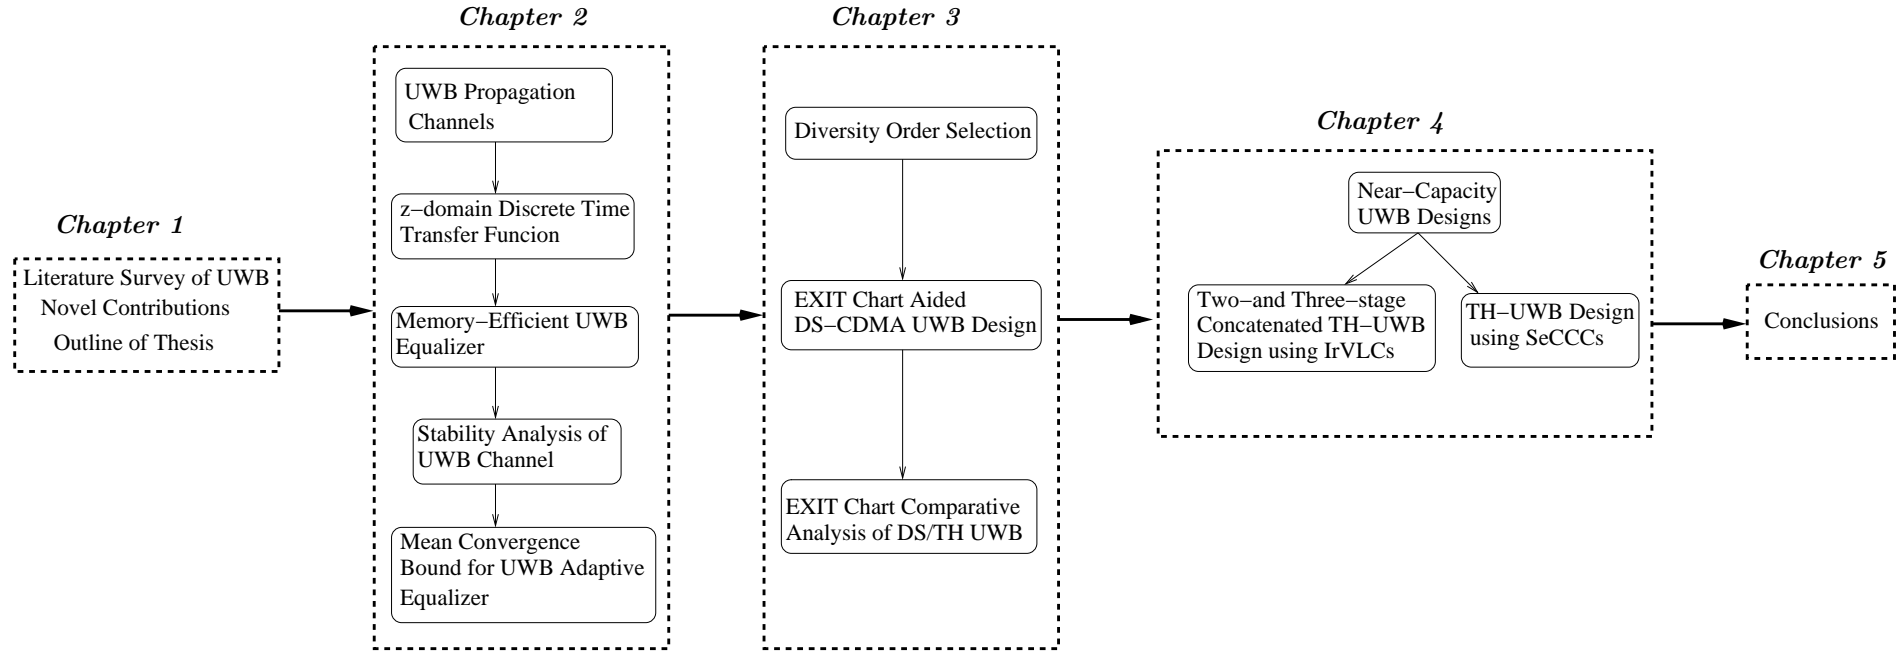 Chapter 1
Literature Survey of UWB
Novel Contributions
Outline of Thesis
Chapter 2
UWB Propagation
Channels
z−domain Discrete Time
Transfer Funcion
Memory−Efficient UWB
Equalizer
Stability Analysis of
UWB Channel
Mean Convergence
Bound for UWB Adaptive
Equalizer
Chapter 3
Diversity Order Selection
EXIT Chart Aided
DS−CDMA UWB Design
EXIT Chart Comparative
Analysis of DS/TH UWB
Chapter 4
Near−Capacity
UWB Designs
Two−and Three−stage
Concatenated TH−UWB
Design using IrVLCs
TH−UWB Design
using SeCCCs
Chapter 5
Conclusions